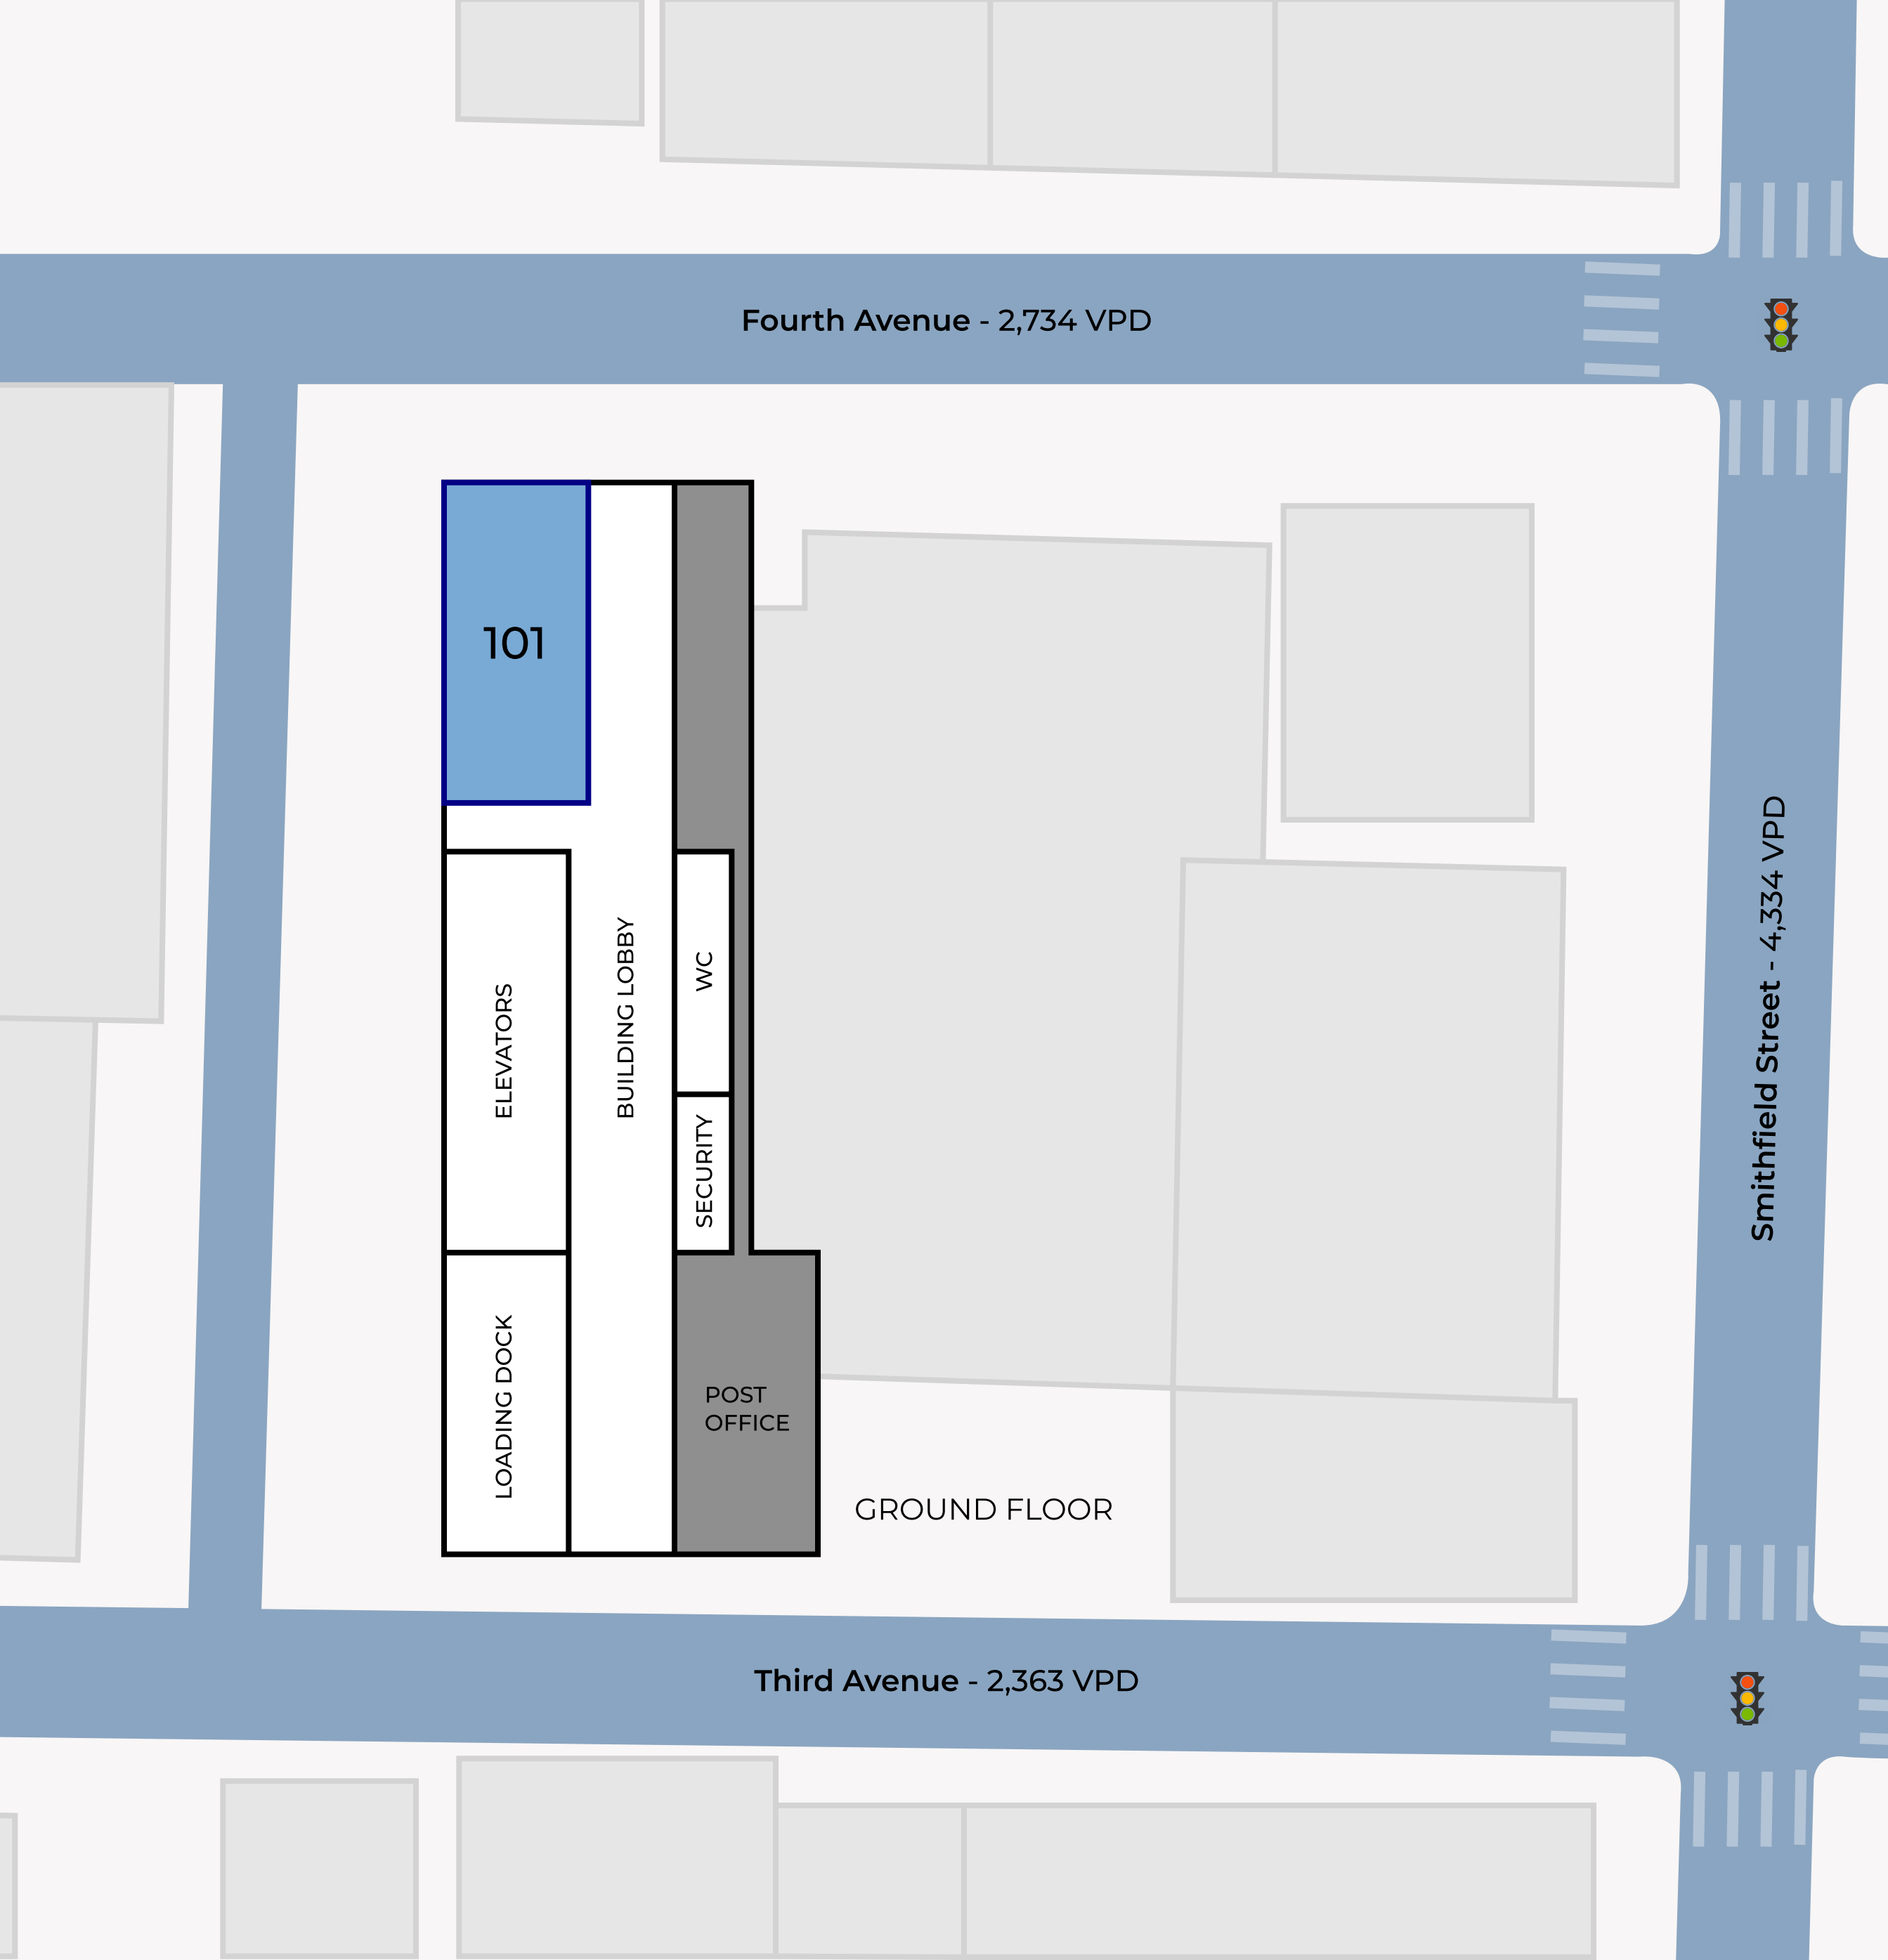 Fourth Avenue - 2,734 VPD
101
Smithfield Street - 4,334 VPD
ELEVATORS
BUILDING LOBBY
WC
SECURITY
LOADING DOCK
POST
OFFICE
GROUND FLOOR
Third Avenue - 2,363 VPD